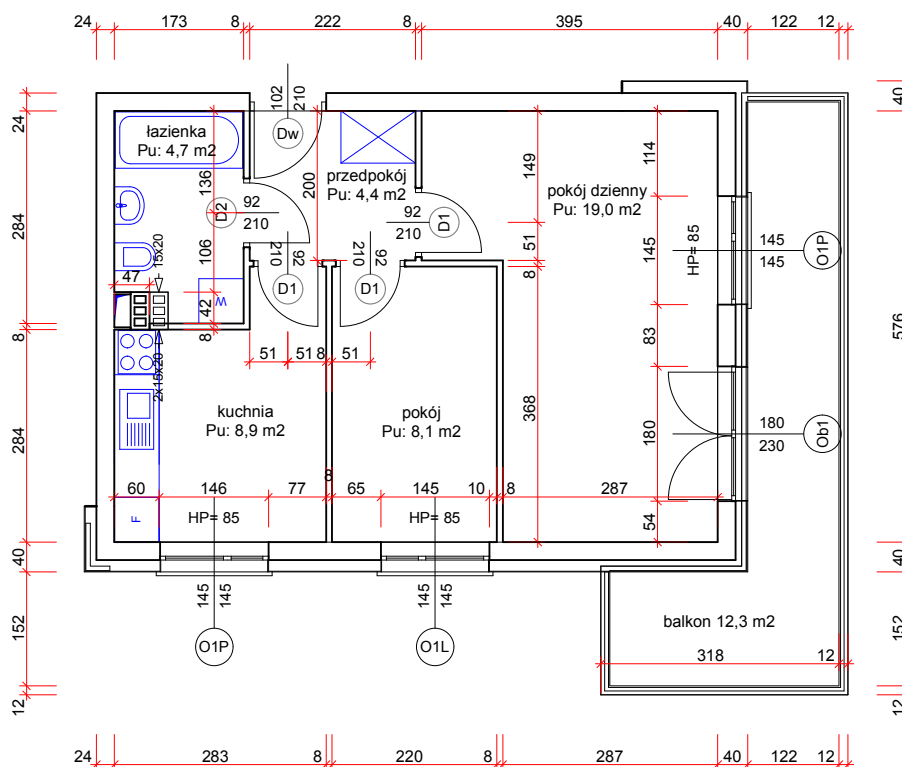 24 173 8 222 8 395 40 122 12
24
284
8
284
40
152
12
40
576
40
152
12
łazienka
Pu: 4,7 m2
102
210
Dw
przedpokój
Pu: 4,4 m2
pokój dzienny
Pu: 19,0 m2
136
200
149
114
D2
92
210
92
210
D1
51
8
145
HP= 85
145
145
O1P
106
15x20
47
42
8
W
92
210
D1
92
210
D1
2x15x20
51 51 8 51
83
kuchnia
Pu: 8,9 m2
pokój
Pu: 8,1 m2
368
180
180
230
Ob1
8
60 146 77 65 145 10 8 287
F
HP= 85
HP= 85
54
145
145
145
145
O1P
O1L
balkon 12,3 m2
318 12
24 283 8 220 8 287 40 122 12